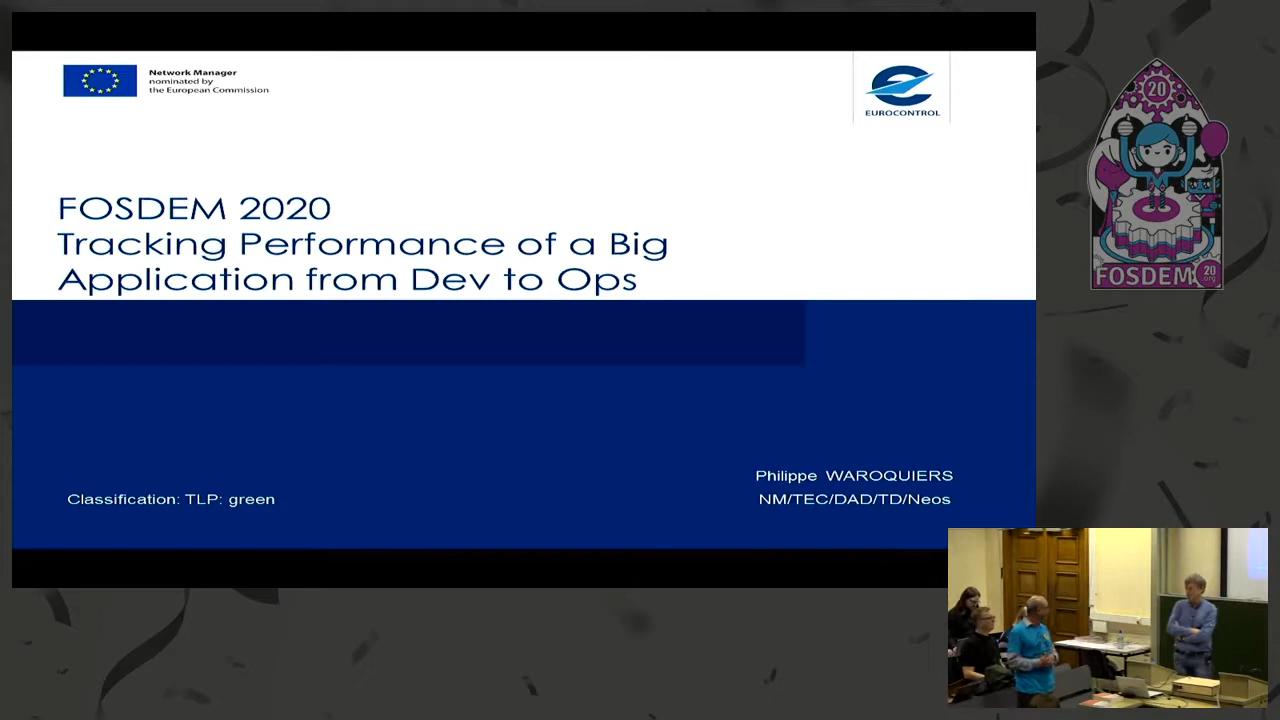 Network Manager
nominated by
the European Commission
EUROCONTROL
FOSDEM 2020
Tracking Performance of a Big
Application from Dev to Ops
Philippe WAROQUIERS
Classification: TLP: green
NM/TEC/DAD/TD/Neos
20
FOSDEM
20
.org